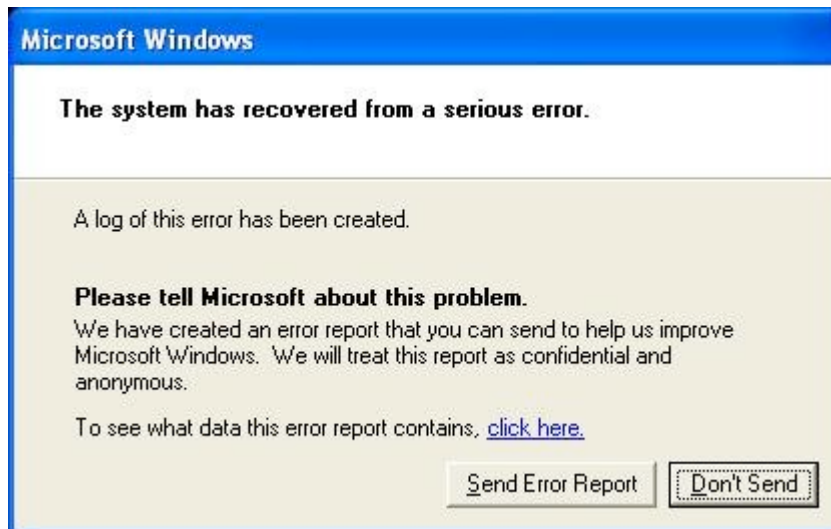 Microsoft Windows
The system has recovered from a serious error.
A log of this error has been created.
Please tell Microsoft about this problem.
We have created an error report that you can send to help us improve
Microsoft Windows.  We will treat this report as confidential and
anonymous.
To see what data this error report contains, click here.
Send Error Report Don't Send